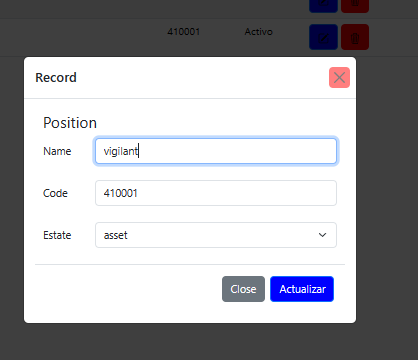 410001 Activo
Record
Position
Name vigilant
Code 410001
Estate asset
Close Actualizar